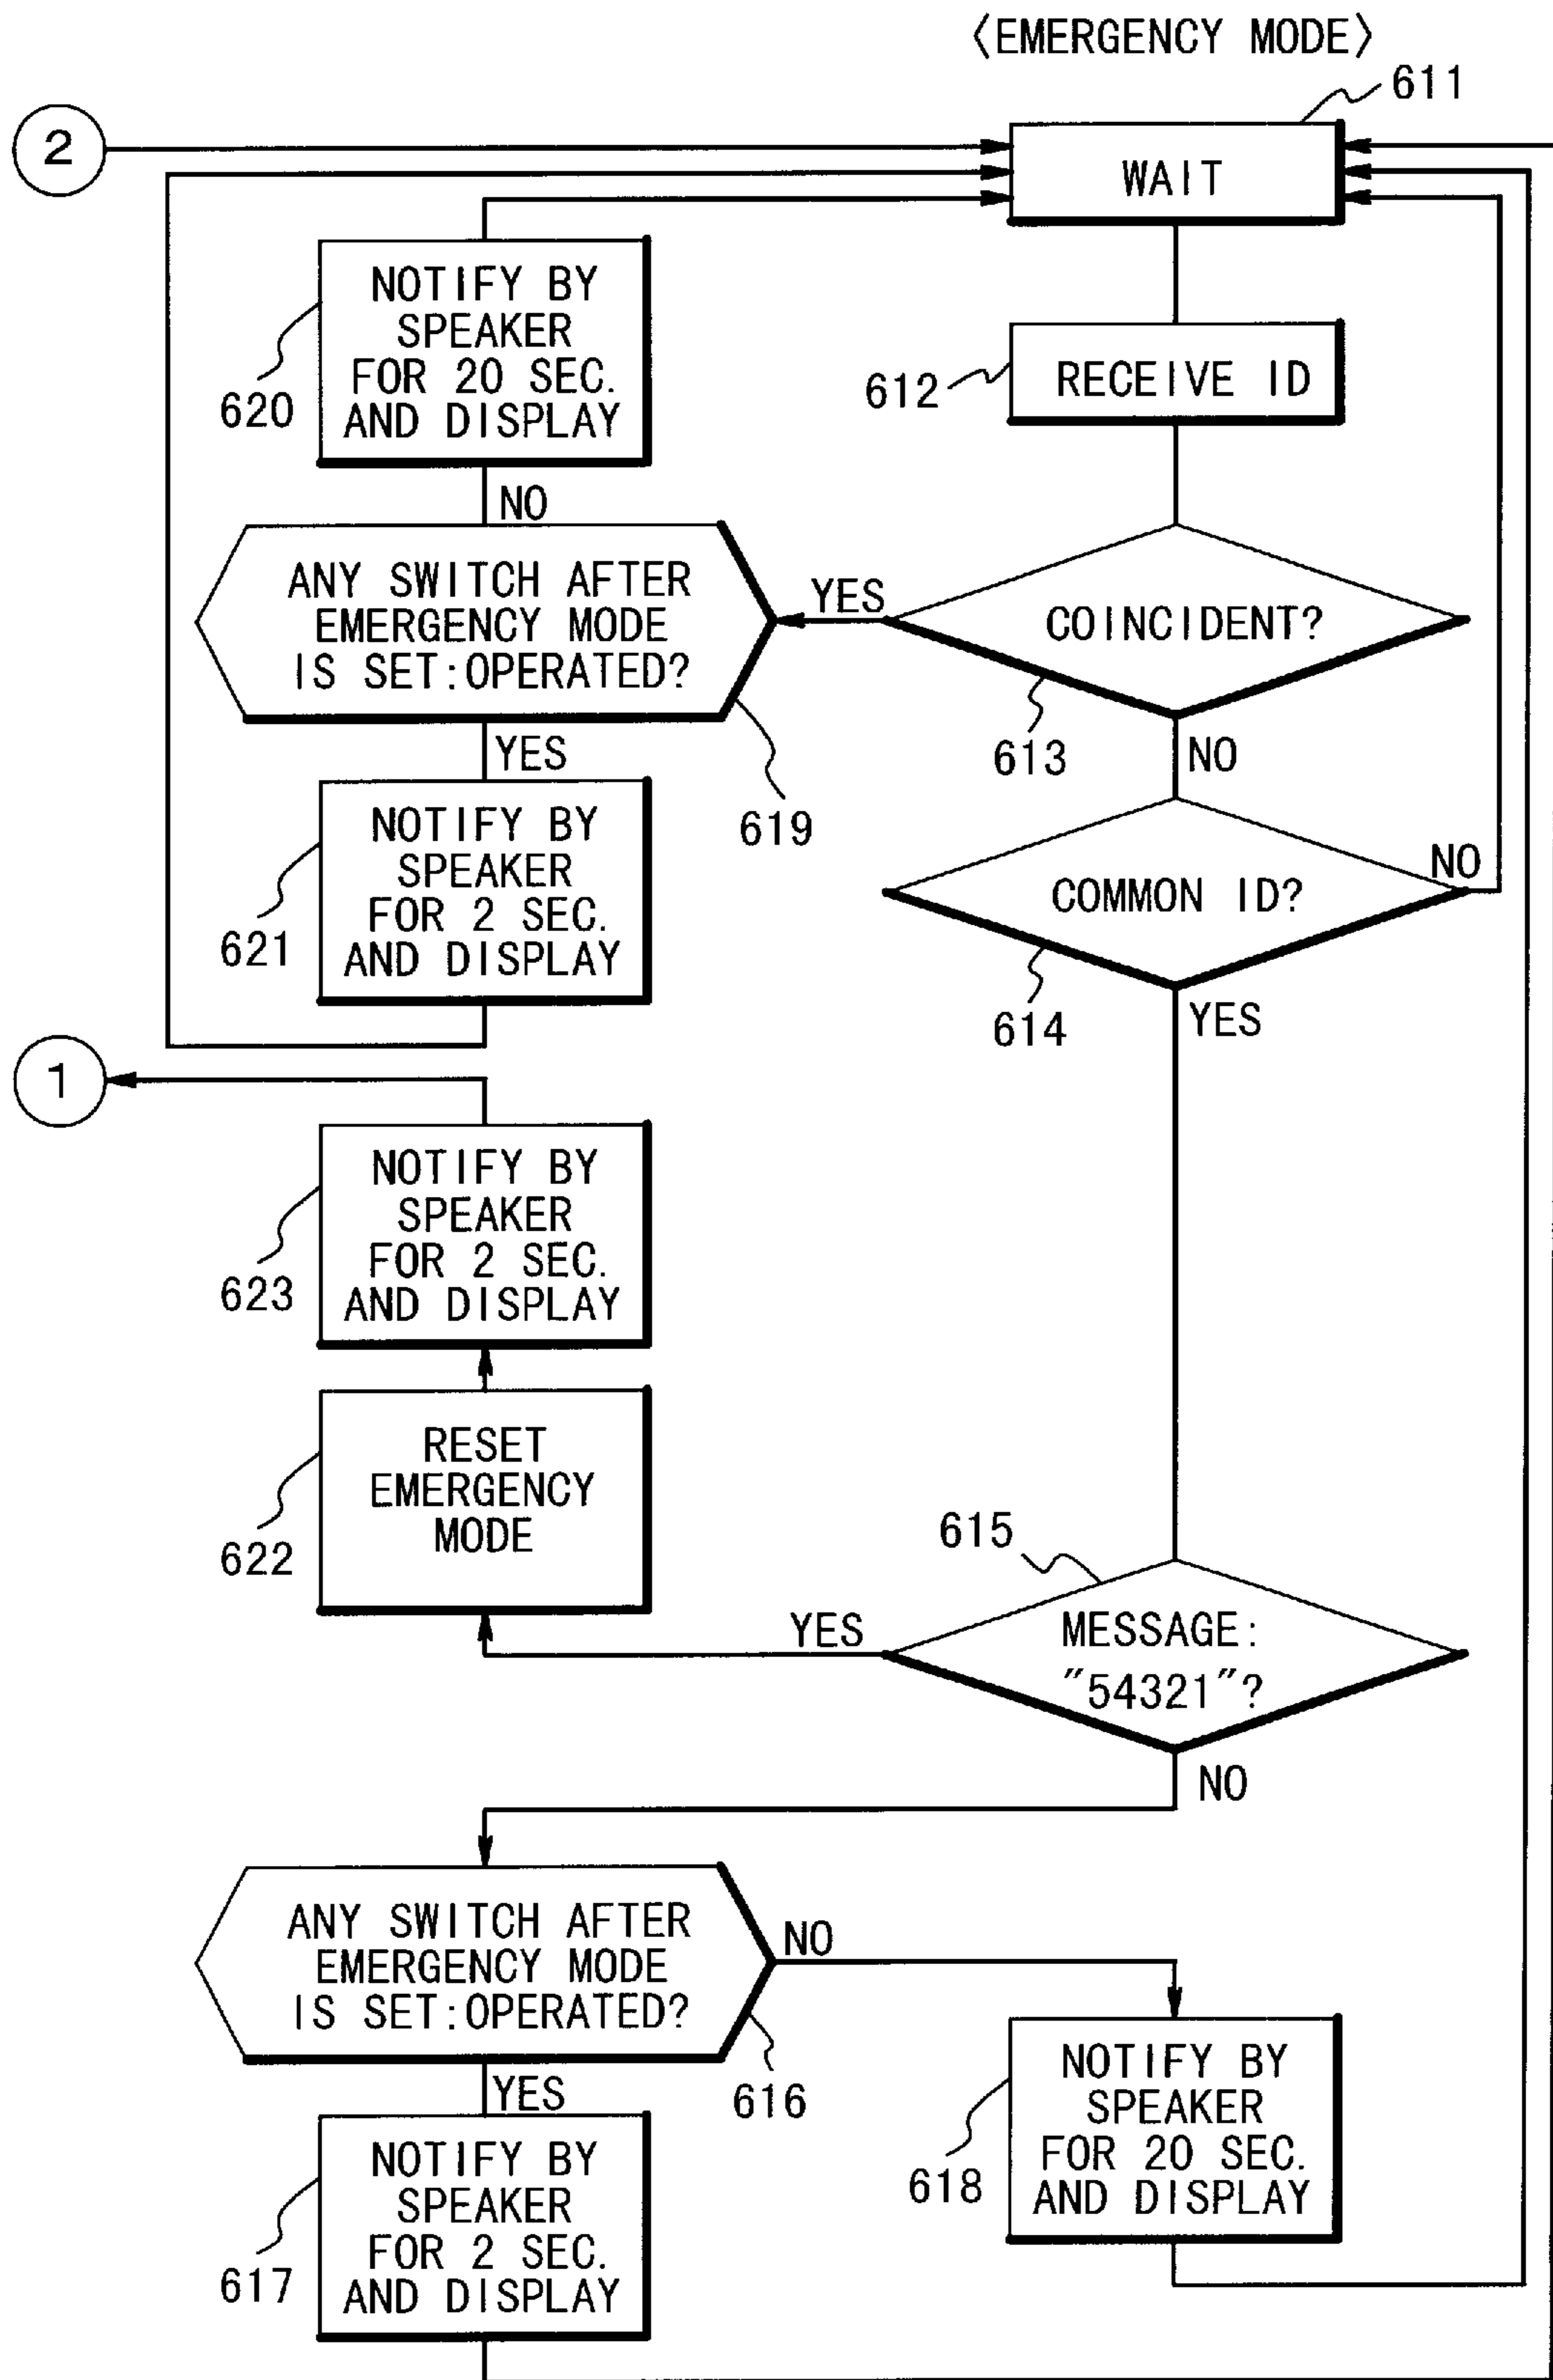 〈EMERGENCY MODE〉
611
2
WAIT
NOTIFY BY
SPEAKER
FOR 20 SEC.
AND DISPLAY
620
612
RECEIVE ID
NO
ANY SWITCH AFTER
EMERGENCY MODE
IS SET:OPERATED?
YES
COINCIDENT?
613
619
YES
NO
NOTIFY BY
SPEAKER
FOR 2 SEC.
AND DISPLAY
621
COMMON ID?
NO
614
YES
1
NOTIFY BY
SPEAKER
FOR 2 SEC.
AND DISPLAY
623
RESET
EMERGENCY
MODE
622
615
YES
MESSAGE:
"54321"?
NO
ANY SWITCH AFTER
EMERGENCY MODE
IS SET:OPERATED?
NO
616
YES
NOTIFY BY
SPEAKER
FOR 20 SEC.
AND DISPLAY
618
NOTIFY BY
SPEAKER
FOR 2 SEC.
AND DISPLAY
617